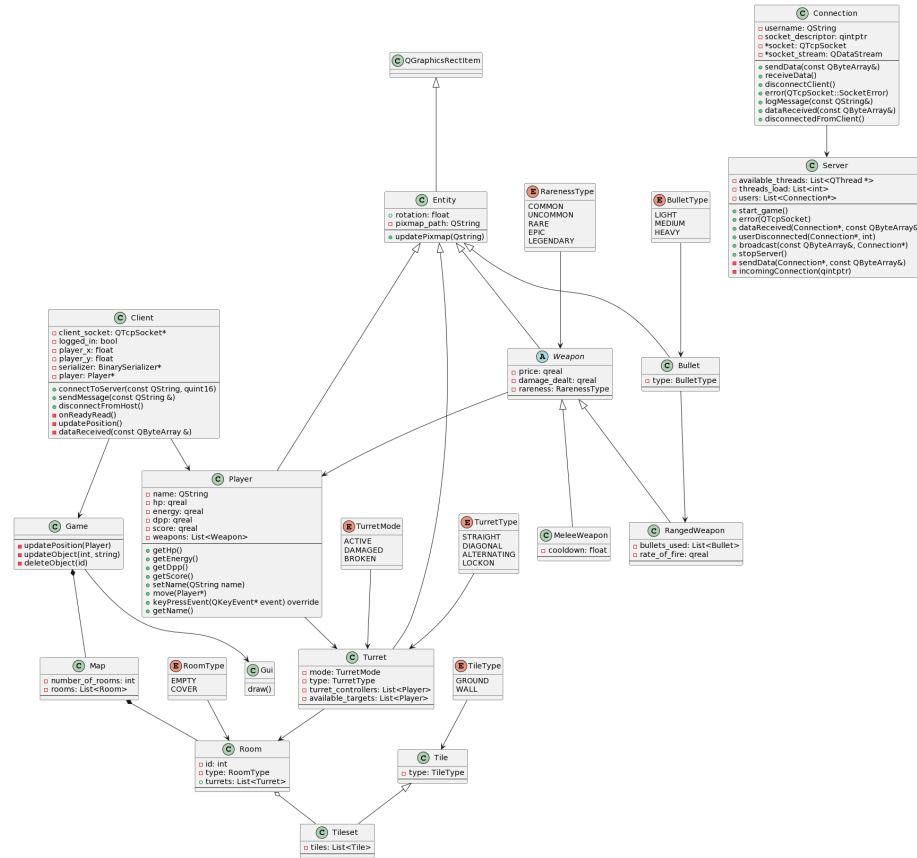 C Connection
username: QString
socket_descriptor: qintptr
*socket: QTcpSocket
*socket_stream: QDataStream
sendData(const QByteArray&)
receiveData()
disconnectClient()
error(QTcpSocket::SocketError)
logMessage(const QString&)
dataReceived(const QByteArray&)
disconnectedFromClient()
C QGraphicsRectItem
C Server
available_threads: List<QThread *>
threads_load: List<int>
users: List<Connection*>
start_game()
error(QTcpSocket)
dataReceived(Connection*, const QByteArray&
userDisconnected(Connection*, int)
broadcast(const QByteArray&, Connection*)
stopServer()
sendData(Connection*, const QByteArray&)
incomingConnection(qintptr)
C Entity
rotation: float
pixmap_path: QString
updatePixmap(Qstring)
E RarenessType
COMMON
UNCOMMON
RARE
EPIC
LEGENDARY
E BulletType
LIGHT
MEDIUM
HEAVY
C Client
client_socket: QTcpSocket*
logged_in: bool
player_x: float
player_y: float
serializer: BinarySerializer*
player: Player*
connectToServer(const QString, quint16)
sendMessage(const QString &)
disconnectFromHost()
onReadyRead()
updatePosition()
dataReceived(const QByteArray &)
A Weapon
price: qreal
damage_dealt: qreal
rareness: RarenessType
C Bullet
type: BulletType
C Player
name: QString
hp: qreal
energy: qreal
dpp: qreal
score: qreal
weapons: List<Weapon>
getHp()
getEnergy()
getDpp()
getScore()
setName(QString name)
move(Player*)
keyPressEvent(QKeyEvent* event) override
getName()
C Game
updatePosition(Player)
updateObject(int, string)
deleteObject(id)
E TurretMode
ACTIVE
DAMAGED
BROKEN
E TurretType
STRAIGHT
DIAGONAL
ALTERNATING
LOCKON
C MeleeWeapon
cooldown: float
C RangedWeapon
bullets_used: List<Bullet>
rate_of_fire: qreal
C Map
number_of_rooms: int
rooms: List<Room>
E RoomType
EMPTY
COVER
C Gui
draw()
C Turret
mode: TurretMode
type: TurretType
turret_controllers: List<Player>
available_targets: List<Player>
E TileType
GROUND
WALL
C Room
id: int
type: RoomType
turrets: List<Turret>
C Tile
type: TileType
C Tileset
tiles: List<Tile>